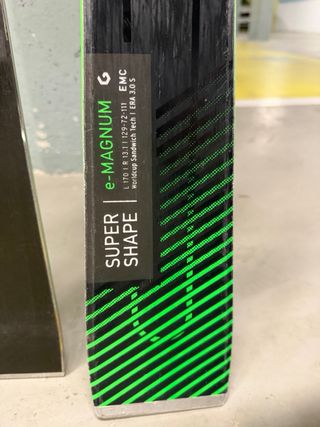 SUPER
SHAPE
e-MAGNUM
L 170 | R 13.1 | 129-72-111
Worldcup Sandwich Tech | ERA 3.0 S
EMC